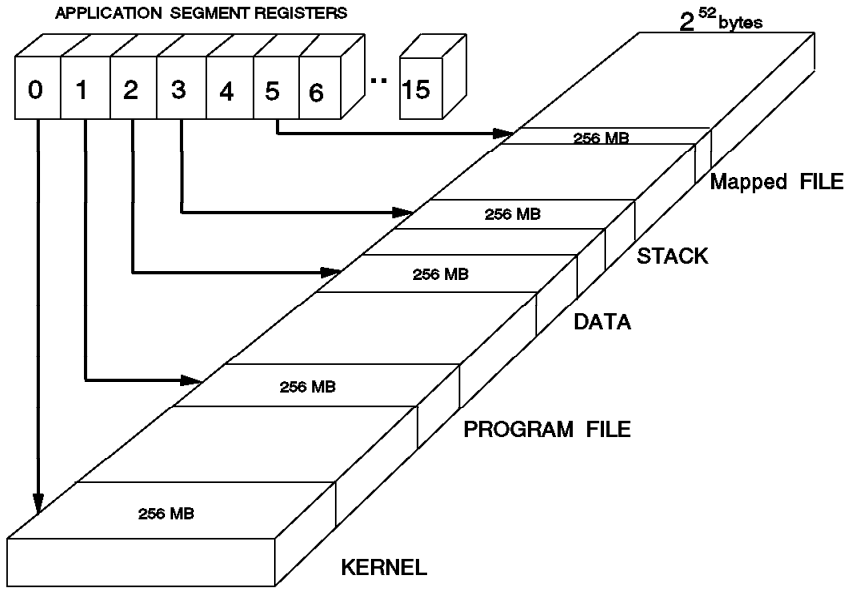 APPLICATION SEGMENT REGISTERS
2 52 bytes
0 1 2 3 4 5 6 .. 15
256 MB
Mapped FILE
256 MB
STACK
256 MB
DATA
256 MB
PROGRAM FILE
256 MB
KERNEL